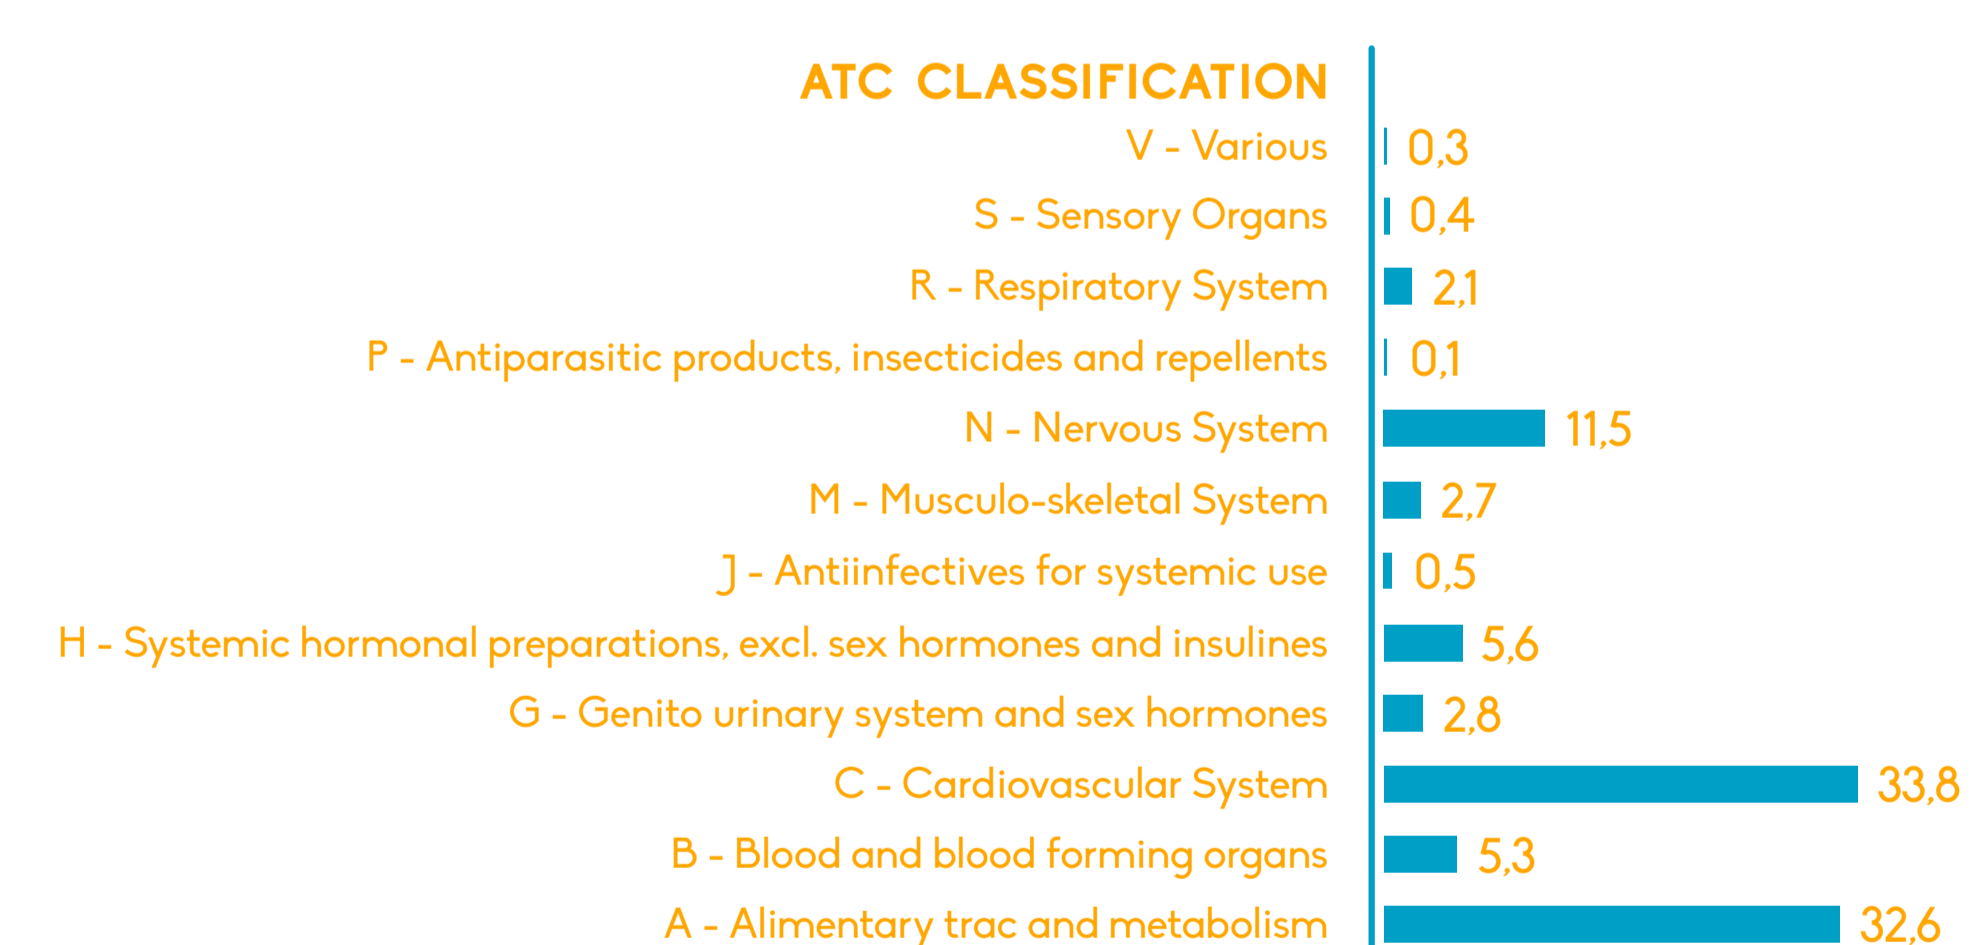 ATC CLASSIFICATION
V - Various 0,3
S - Sensory Organs 0,4
R - Respiratory System 2,1
P - Antiparasitic products, insecticides and repellents 0,1
N - Nervous System 11,5
M - Musculo-skeletal System 2,7
J - Antiinfectives for systemic use 0,5
H - Systemic hormonal preparations, excl. sex hormones and insulines 5,6
G - Genito urinary system and sex hormones 2,8
C - Cardiovascular System 33,8
B - Blood and blood forming organs 5,3
A - Alimentary trac and metabolism 32,6